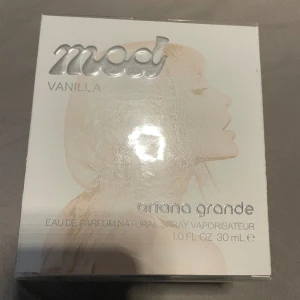 mod
VANILLA
ariana grande
EAU DE PARFUM NATURAL SPRAY VAPORISATEUR
1.0 FL OZ 30 mL e